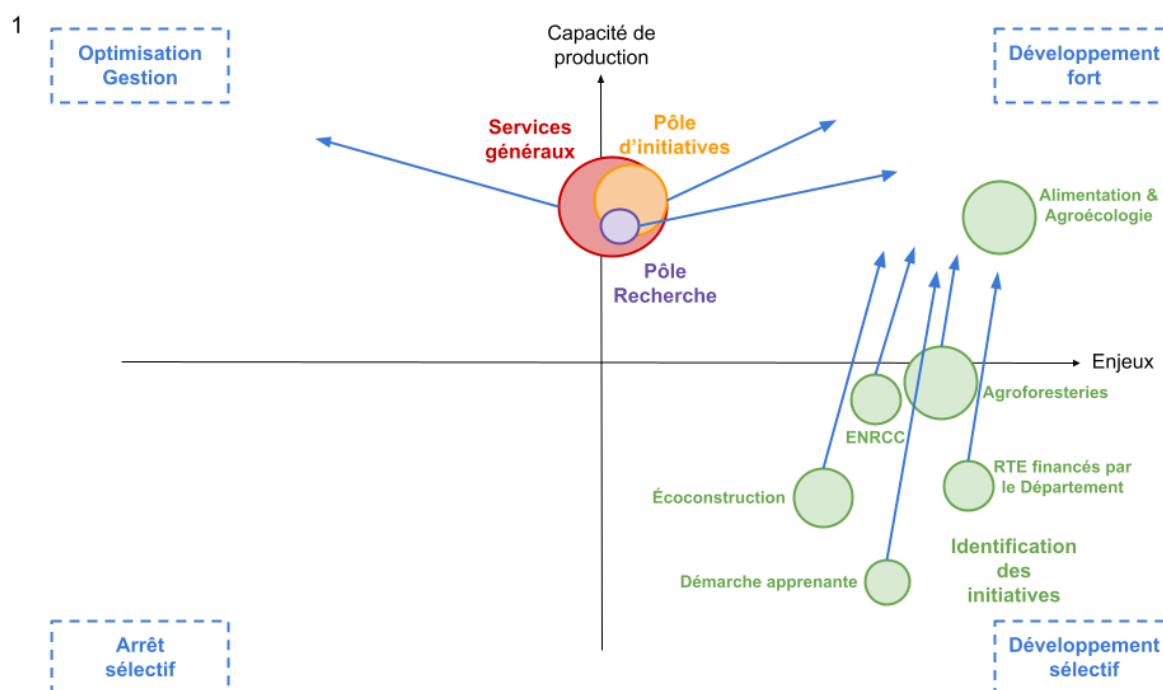 1
Optimisation
Gestion
Capacité de
production
Développement
fort
Services
généraux
Pôle
d'initiatives
Alimentation &
Agroécologie
Pôle
Recherche
Enjeux
Agroforesteries
ENRCC
RTE financés par
le Département
Écoconstruction
Identification
des
initiatives
Démarche apprenante
Arrêt
sélectif
Développement
sélectif